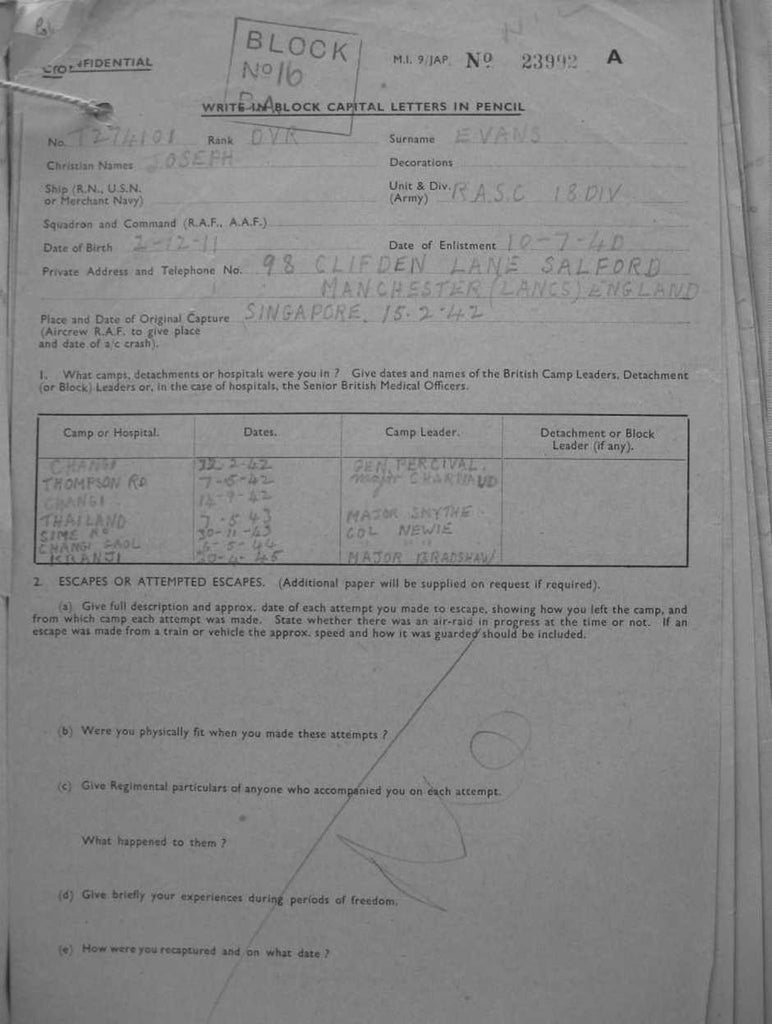 CONFIDENTIAL
BLOCK
No 16
M.I. 9/JAP. No 23992 A
WRITE IN BLOCK CAPITAL LETTERS IN PENCIL
No. T274101 Rank DVR Surname EVANS
Christian Names JOSEPH Decorations
Ship (R.N., U.S.N. or Merchant Navy)
Unit & Div. (Army) R.A.S.C 18 DIV
Squadron and Command (R.A.F., A.A.F.)
Date of Birth 2-12-11 Date of Enlistment 10-7-40
Private Address and Telephone No. 98 CLIFDEN LANE SALFORD
MANCHESTER (LANCS) ENGLAND
Place and Date of Original Capture SINGAPORE. 15.2-42
(Aircrew R.A.F. to give place
and date of a/c crash).
1. What camps, detachments or hospitals were you in ? Give dates and names of the British Camp Leaders, Detachment
(or Block) Leaders or, in the case of hospitals, the Senior British Medical Officers.
Camp or Hospital. Dates. Camp Leader. Detachment or Block
Leader (if any).
CHANGI 2-42 GEN. PERCIVAL.
THOMPSON RD 7-5-42 major CHARNAUD
CHANGI 14-9-42
THAILAND 7-5-43 MAJOR SMYTHE
SIME RD 30-11-43 COL NEWIE
CHANGI GAOL -5-44 " "
KRANJI 20-4-45 MAJOR BRADSHAW
2. ESCAPES OR ATTEMPTED ESCAPES. (Additional paper will be supplied on request if required).
(a) Give full description and approx. date of each attempt you made to escape, showing how you left the camp, and
from which camp each attempt was made. State whether there was an air-raid in progress at the time or not. If an
escape was made from a train or vehicle the approx. speed and how it was guarded should be included.
(b) Were you physically fit when you made these attempts ?
(c) Give Regimental particulars of anyone who accompanied you on each attempt.
What happened to them ?
(d) Give briefly your experiences during periods of freedom.
(e) How were you recaptured and on what date ?
No